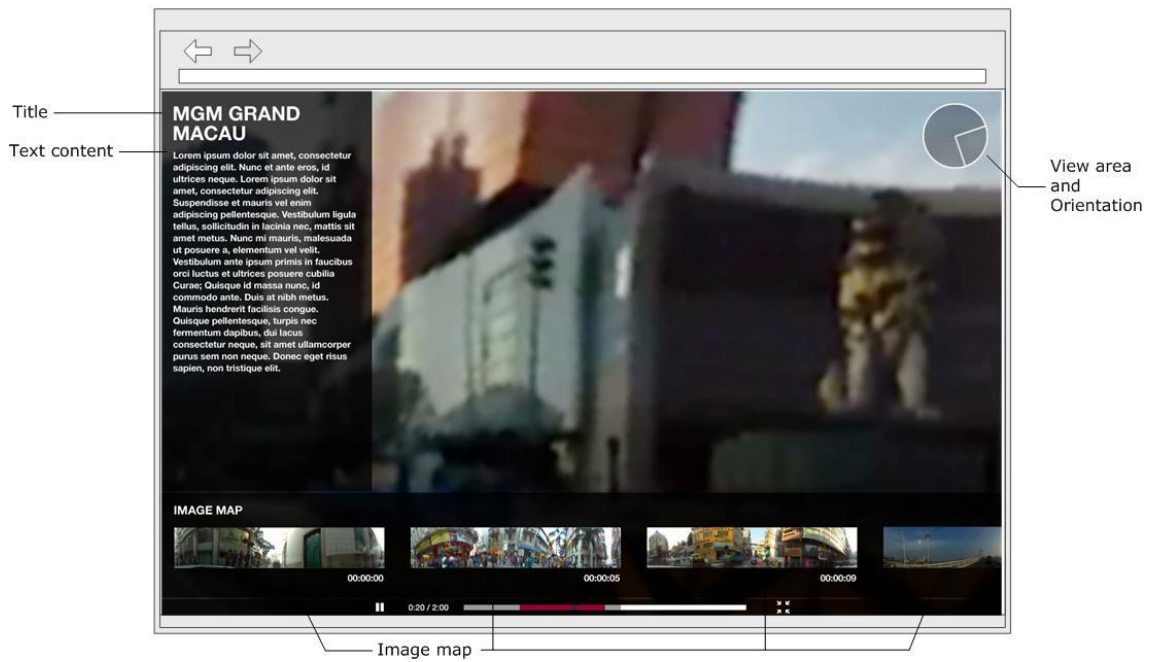 Title
MGM GRAND
MACAU
Text content
Lorem ipsum dolor sit amet, consectetur
adipiscing elit. Nunc et ante eros, id
ultrices neque. Lorem ipsum dolor sit
amet, consectetur adipiscing elit.
Suspendisse et mauris vel enim
adipiscing pellentesque. Vestibulum ligula
tellus, sollicitudin in lacinia nec, mattis sit
amet metus. Nunc mi mauris, malesuada
ut posuere a, elementum vel velit.
Vestibulum ante ipsum primis in faucibus
orci luctus et ultrices posuere cubilia
Curae; Quisque id massa nunc, id
commodo ante. Duis at nibh metus.
Mauris hendrerit facilisis congue.
Quisque pellentesque, turpis nec
fermentum dapibus, dui lacus
consectetur neque, sit amet ullamcorper
purus sem non neque. Donec eget risus
sapien, non tristique elit.
View area
and
Orientation
IMAGE MAP
00:00:00
00:00:05
00:00:09
0:20 / 2:00
Image map